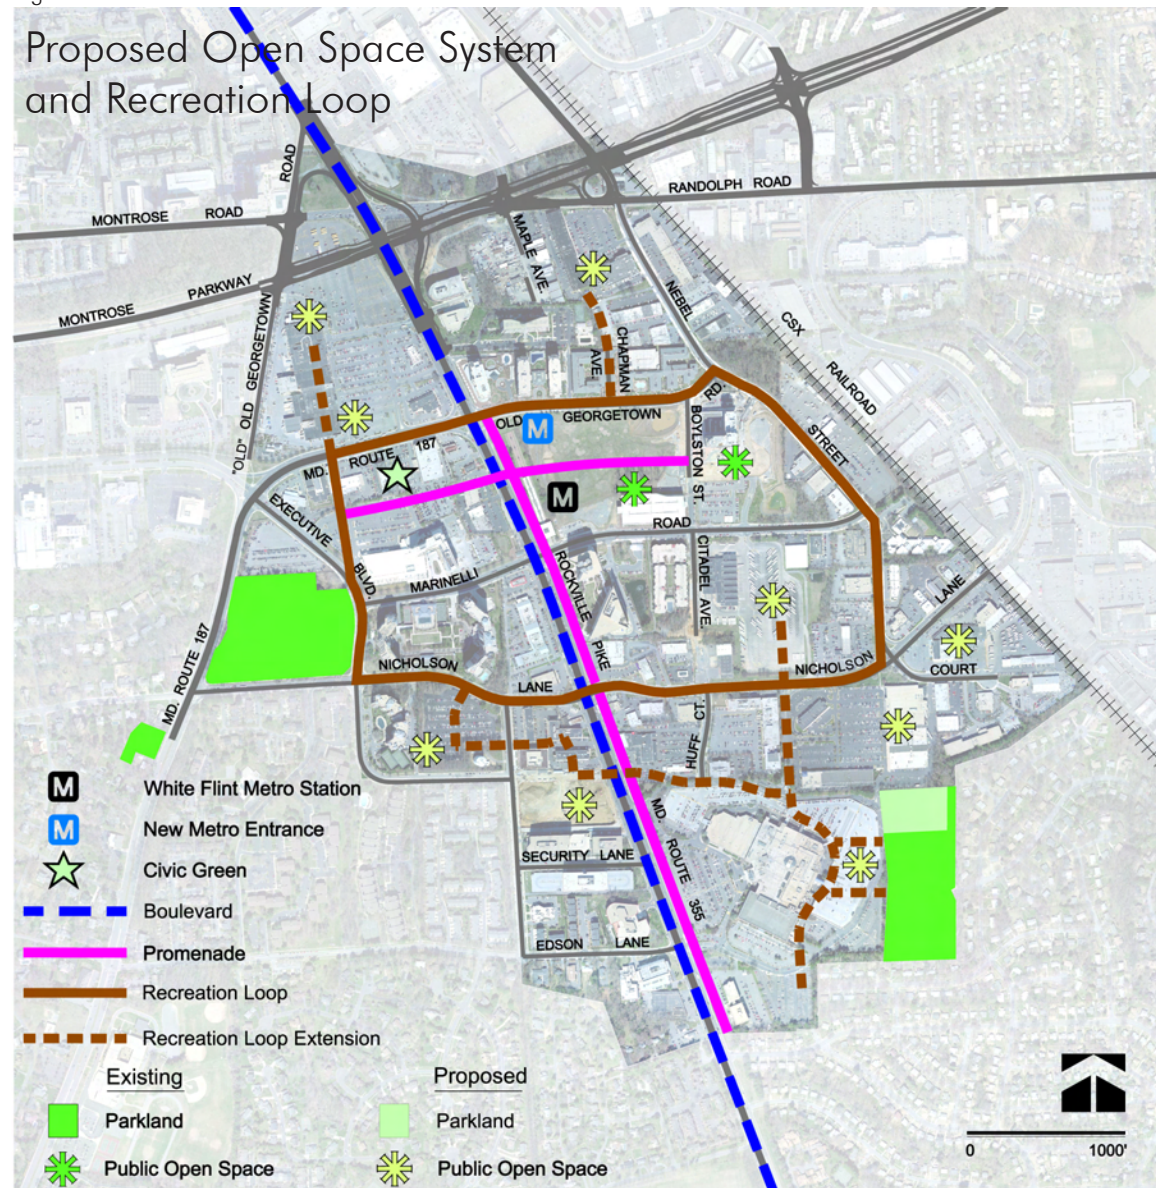 Proposed Open Space System
and Recreation Loop
ROAD
MONTROSE ROAD
RANDOLPH ROAD
MAPLE AVE.
MONTROSE PARKWAY
NEBEL
CSX
RAILROAD
"OLD" OLD GEORGETOWN
CHAPMAN
AVE.
OLD GEORGETOWN
RD.
M
BOYLSTON ST.
STREET
MD. ROUTE 187
M
EXECUTIVE
BLVD.
ROAD
MARINELLI
ROCKVILLE
PIKE
CITADEL AVE.
LANE
MD. ROUTE 187
NICHOLSON
LANE
NICHOLSON
COURT
HUFF CT.
M White Flint Metro Station
M New Metro Entrance
Civic Green
Boulevard
Promenade
Recreation Loop
Recreation Loop Extension
MD. ROUTE 355
SECURITY LANE
EDSON LANE
Existing
Proposed
Parkland
Parkland
Public Open Space
Public Open Space
0 1000'